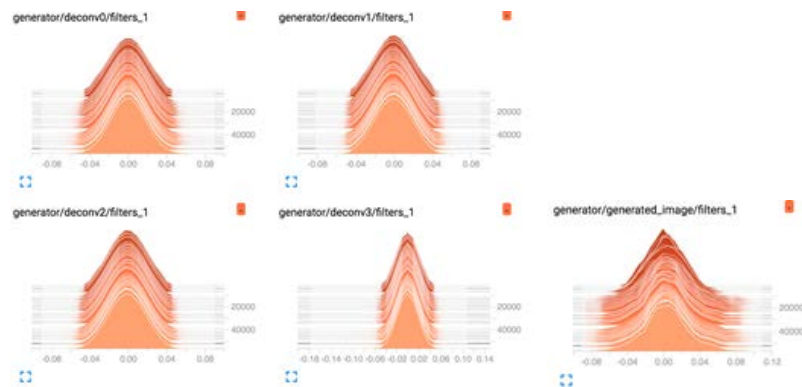 generator/deconv0/filters_1
generator/deconv1/filters_1
20000
40000
-0.08 -0.04 0.00 0.04 0.08
20000
40000
-0.08 -0.04 0.00 0.04 0.08
generator/deconv2/filters_1
generator/deconv3/filters_1
generator/generated_image/filters_1
20000
40000
-0.08 -0.04 0.00 0.04 0.08
20000
40000
-0.18 -0.14 -0.10 -0.06 -0.02 0.02 0.06 0.10 0.14
20000
40000
-0.08 -0.04 0.00 0.04 0.08 0.12